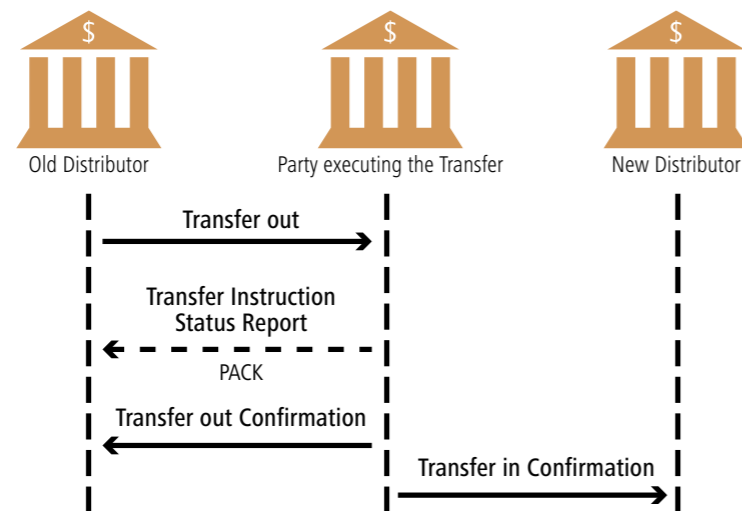 $
$
$
Old Distributor
Party executing the Transfer
New Distributor
Transfer out
Transfer Instruction
Status Report
PACK
Transfer out Confirmation
Transfer in Confirmation